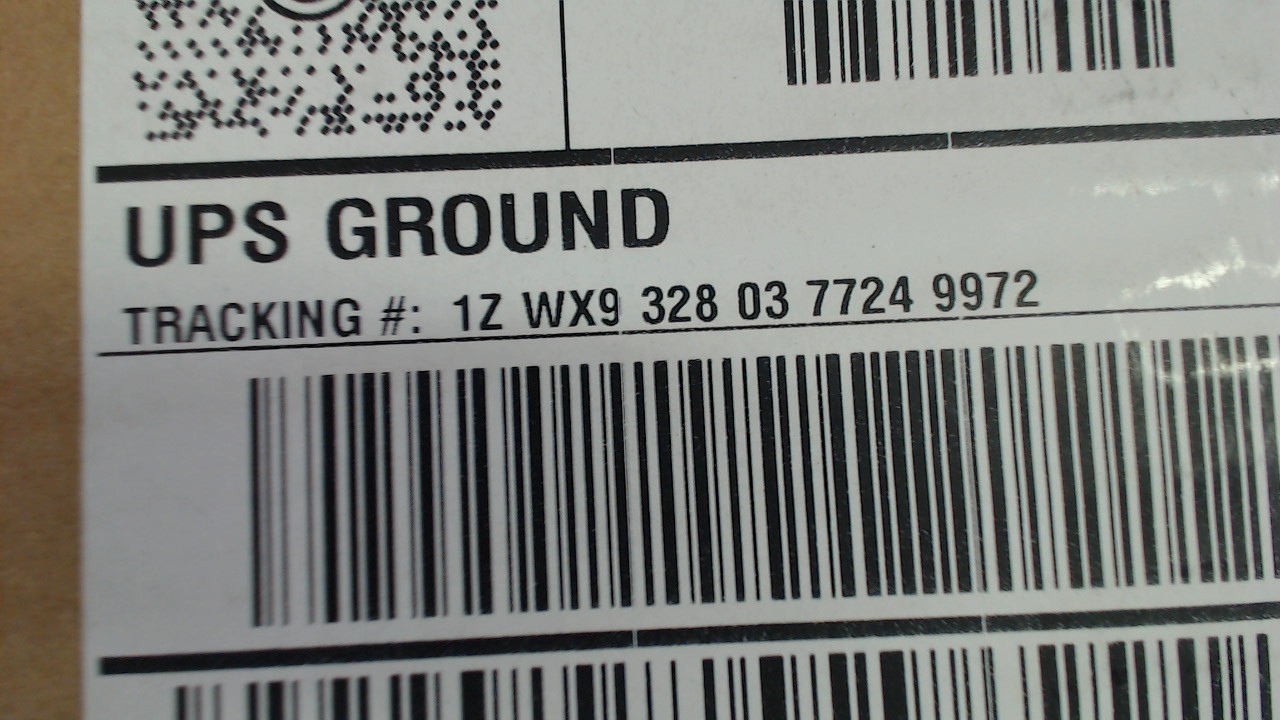 UPS GROUND
TRACKING #: 1Z WX9 328 03 7724 9972